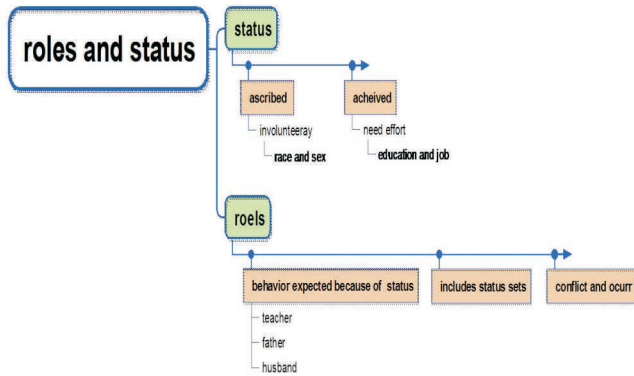 roles and status
status
ascribed
acheived
involunteeray
need effort
race and sex
education and job
roels
behavior expected because of status
includes status sets
conflict and ocurr
teacher
father
husband